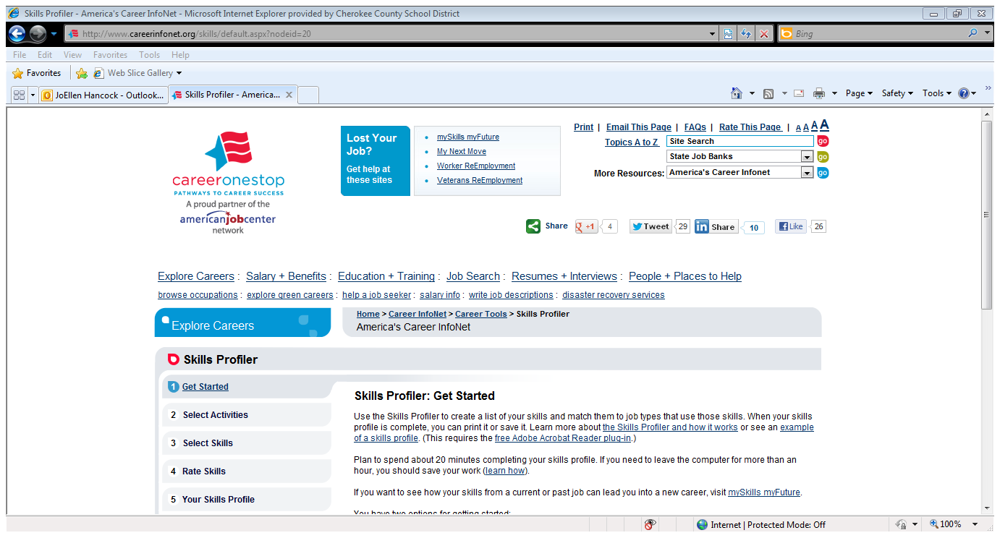 Skills Profiler - America's Career InfoNet - Microsoft Internet Explorer provided by Cherokee County School District
http://www.careerinfonet.org/skills/default.aspx?nodeid=20
Bing
File Edit View Favorites Tools Help
Favorites Web Slice Gallery
JoEllen Hancock - Outlook... Skills Profiler - America... X
Page Safety Tools
Lost Your Job?
Get help at these sites
mySkills myFuture
My Next Move
Worker ReEmployment
Veterans ReEmployment
Print | Email This Page | FAQs | Rate This Page | A A A A
Topics A to Z Site Search go
State Job Banks go
More Resources: America's Career Infonet go
careeronestop
PATHWAYS TO CAREER SUCCESS
A proud partner of the
americanjobcenter
network
Share +1 4 Tweet 29 in Share 10 Like 26
Explore Careers : Salary + Benefits : Education + Training : Job Search : Resumes + Interviews : People + Places to Help
browse occupations : explore green careers : help a job seeker : salary info : write job descriptions : disaster recovery services
Explore Careers
Home > Career InfoNet > Career Tools > Skills Profiler
America's Career InfoNet
Skills Profiler
1 Get Started
2 Select Activities
3 Select Skills
4 Rate Skills
5 Your Skills Profile
Skills Profiler: Get Started
Use the Skills Profiler to create a list of your skills and match them to job types that use those skills. When your skills
profile is complete, you can print it or save it. Learn more about the Skills Profiler and how it works or see an example
of a skills profile. (This requires the free Adobe Acrobat Reader plug-in.)
Plan to spend about 20 minutes completing your skills profile. If you need to leave the computer for more than an
hour, you should save your work (learn how).
If you want to see how your skills from a current or past job can lead you into a new career, visit mySkills myFuture.
You have two options for getting started:
Internet | Protected Mode: Off 100%